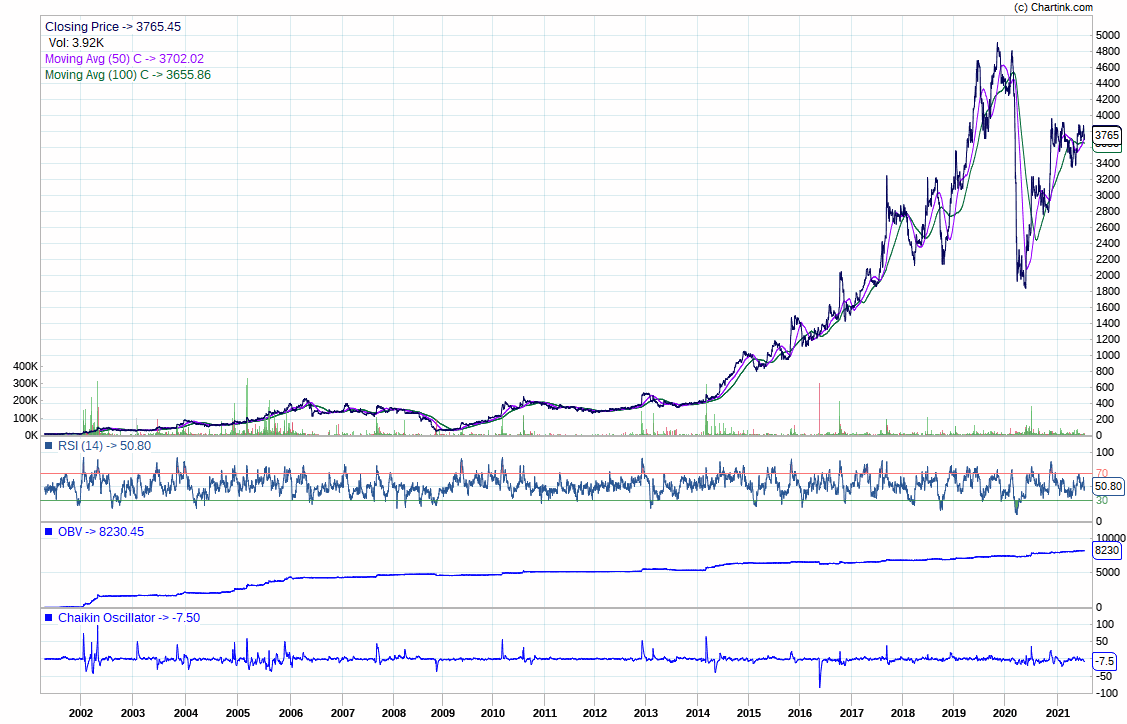 (c) Chartink.com
Closing Price -> 3765.45
Vol: 3.92K
Moving Avg (50) C -> 3702.02
Moving Avg (100) C -> 3655.86
5000
4800
4600
4400
4200
4000
3765
3400
3200
3000
2800
2600
2400
2200
2000
1800
1600
1400
1200
1000
800
600
400
200
0
400K
300K
200K
100K
0K
RSI (14) -> 50.80
100
70
50.80
30
0
OBV -> 8230.45
10000
8230
5000
0
Chaikin Oscillator -> -7.50
100
50
-7.5
-50
-100
2002 2003 2004 2005 2006 2007 2008 2009 2010 2011 2012 2013 2014 2015 2016 2017 2018 2019 2020 2021